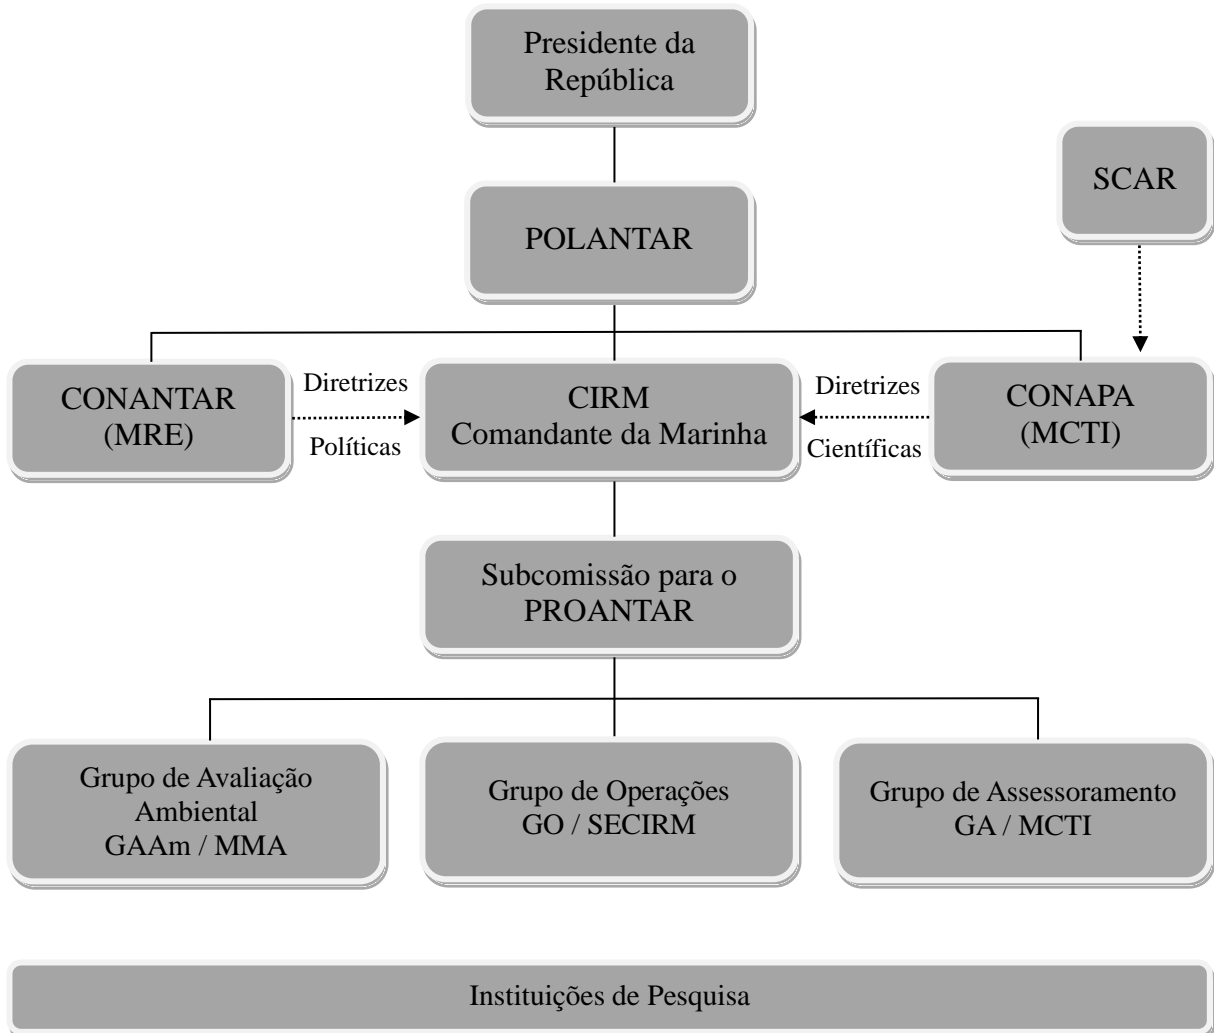 Presidente da
República
SCAR
POLANTAR
CONANTAR
(MRE)
Diretrizes
Políticas
CIRM
Comandante da Marinha
Diretrizes
Científicas
CONAPA
(MCTI)
Subcomissão para o
PROANTAR
Grupo de Avaliação
Ambiental
GAAm / MMA
Grupo de Operações
GO / SECIRM
Grupo de Assessoramento
GA / MCTI
Instituições de Pesquisa